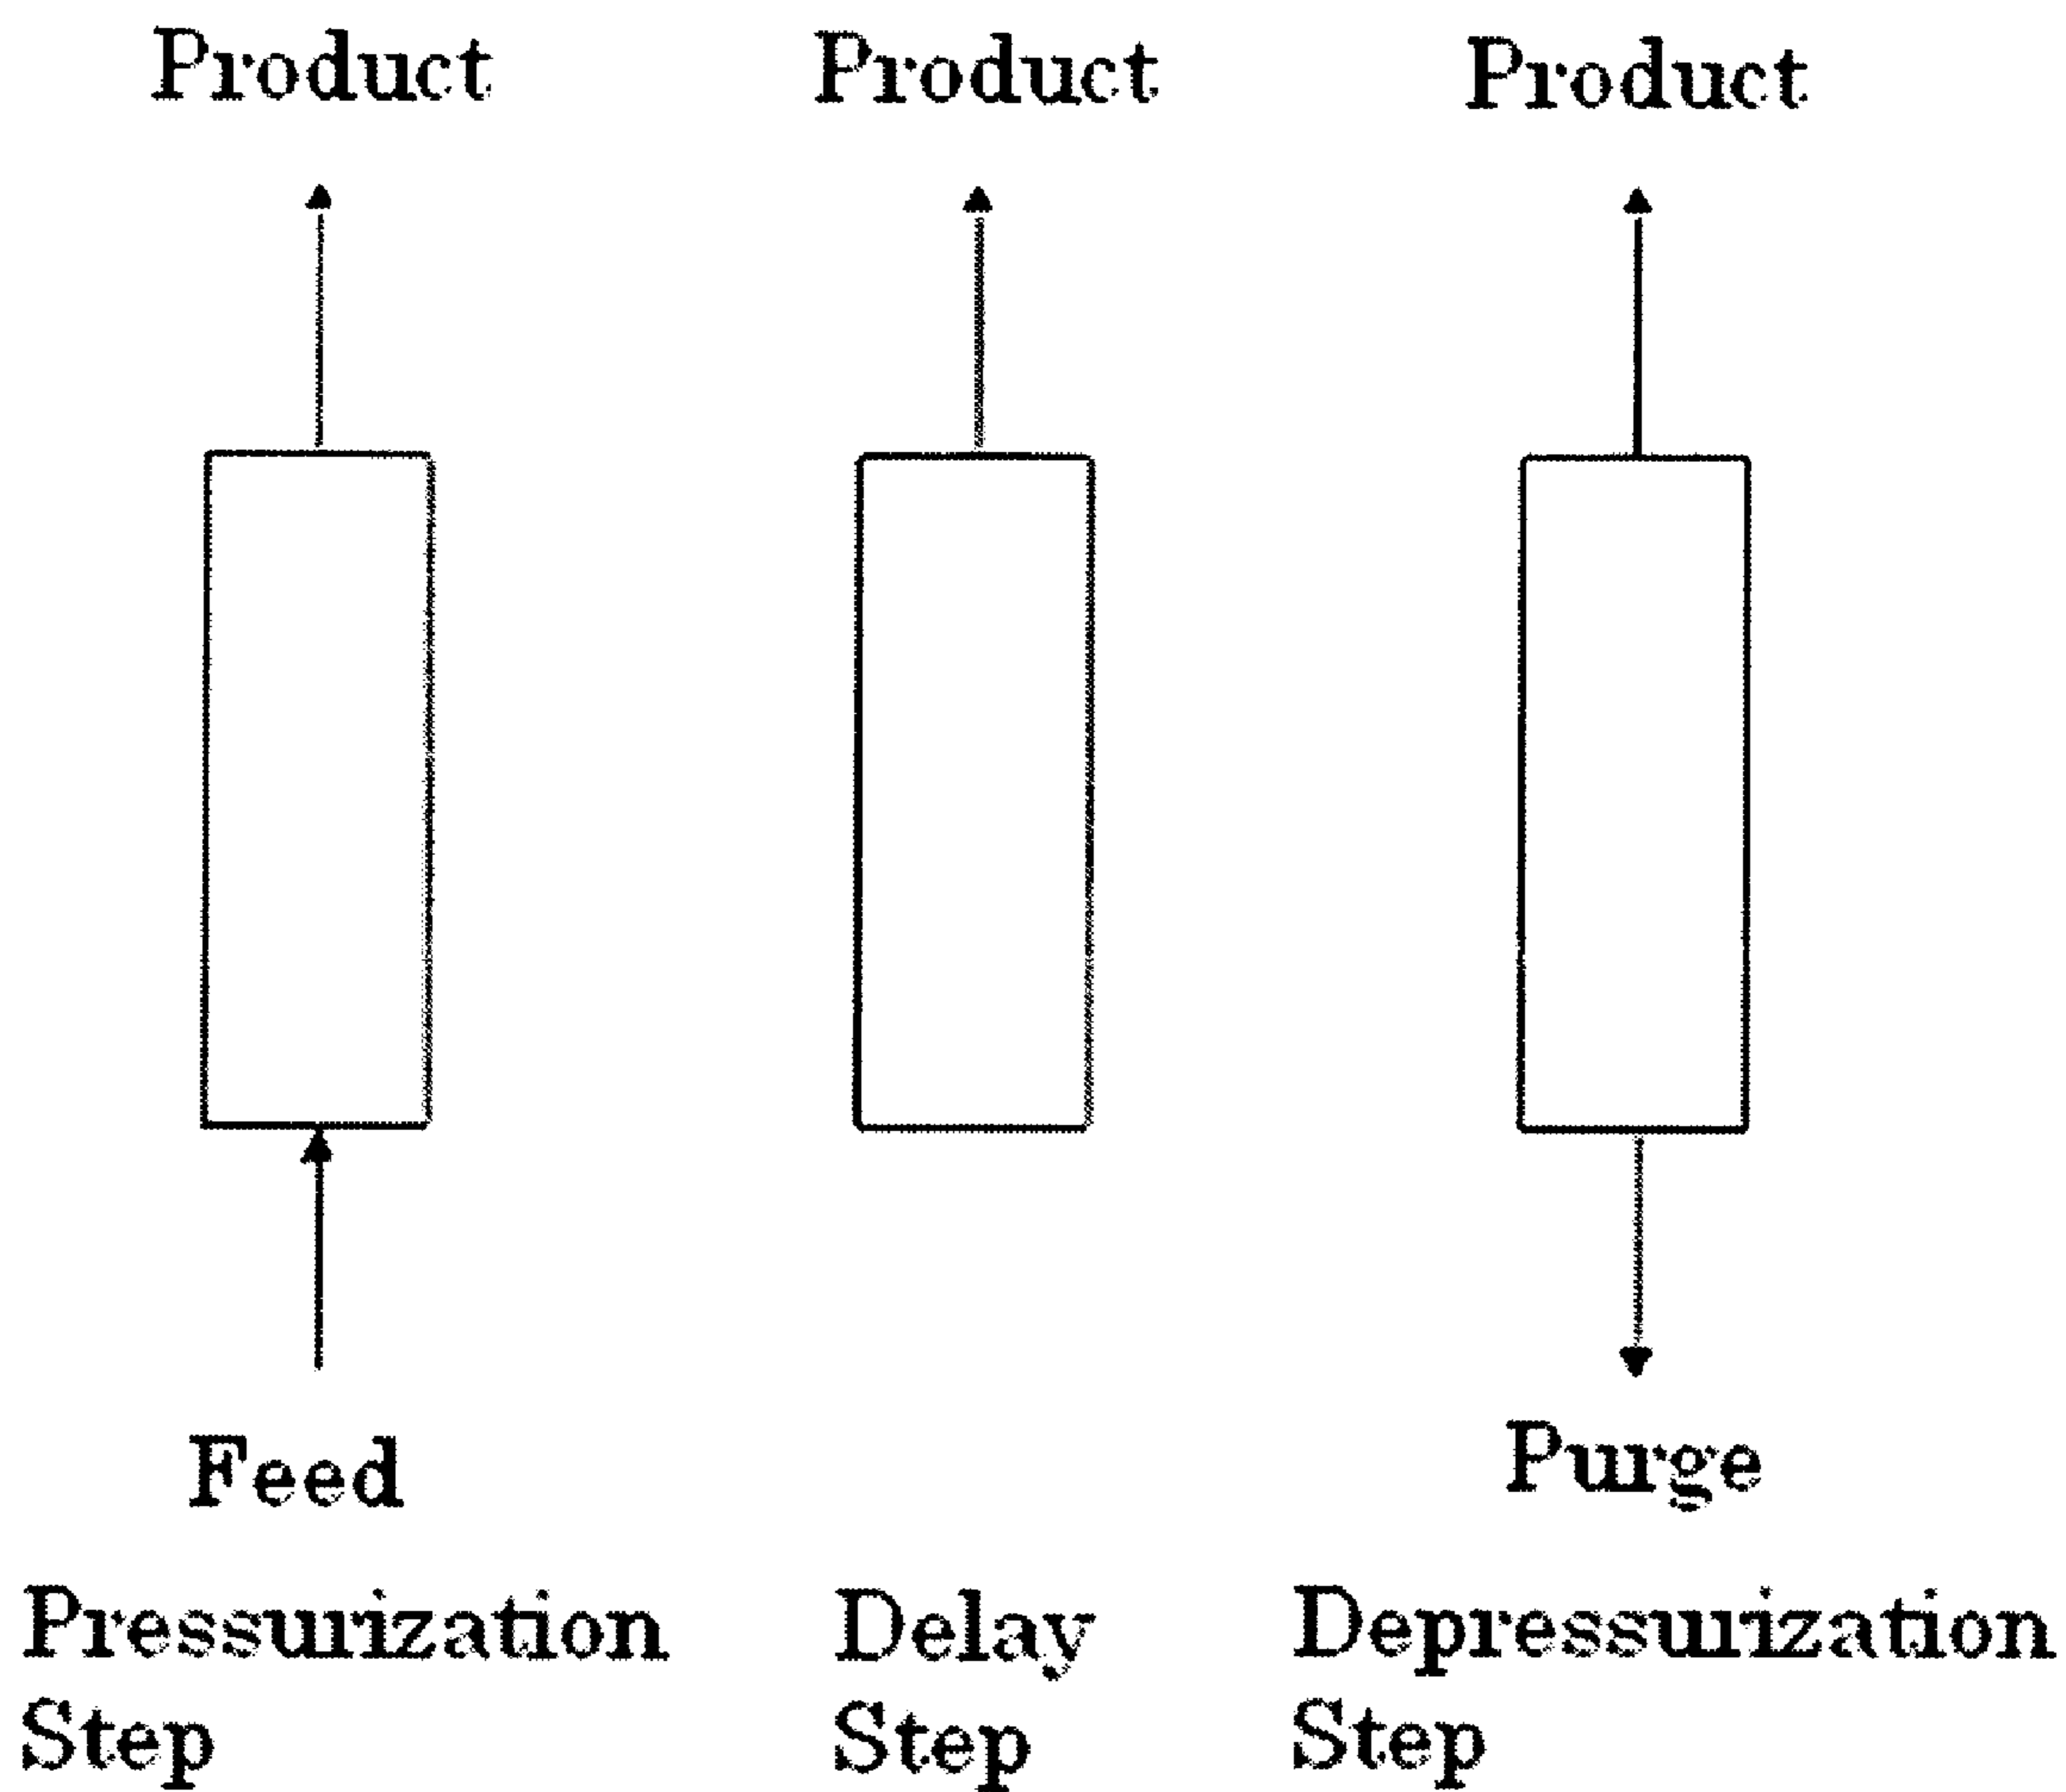 Product
Product
Product
Feed
Purge
Pressurization
Step
Delay
Step
Depressurization
Step